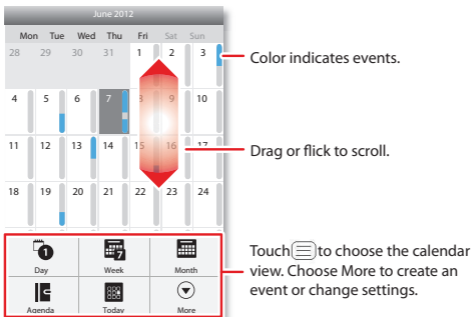 June 2012
Mon Tue Wed Thu Fri Sat Sun
28 29 30 31 1 2 3
Color indicates events.
4 5 6 7 8 9 10
11 12 13 14 15 16 17
Drag or flick to scroll.
18 19 20 21 22 23 24
Touch to choose the calendar
view. Choose More to create an
event or change settings.
1 7
Day Week Month
Agenda Today More